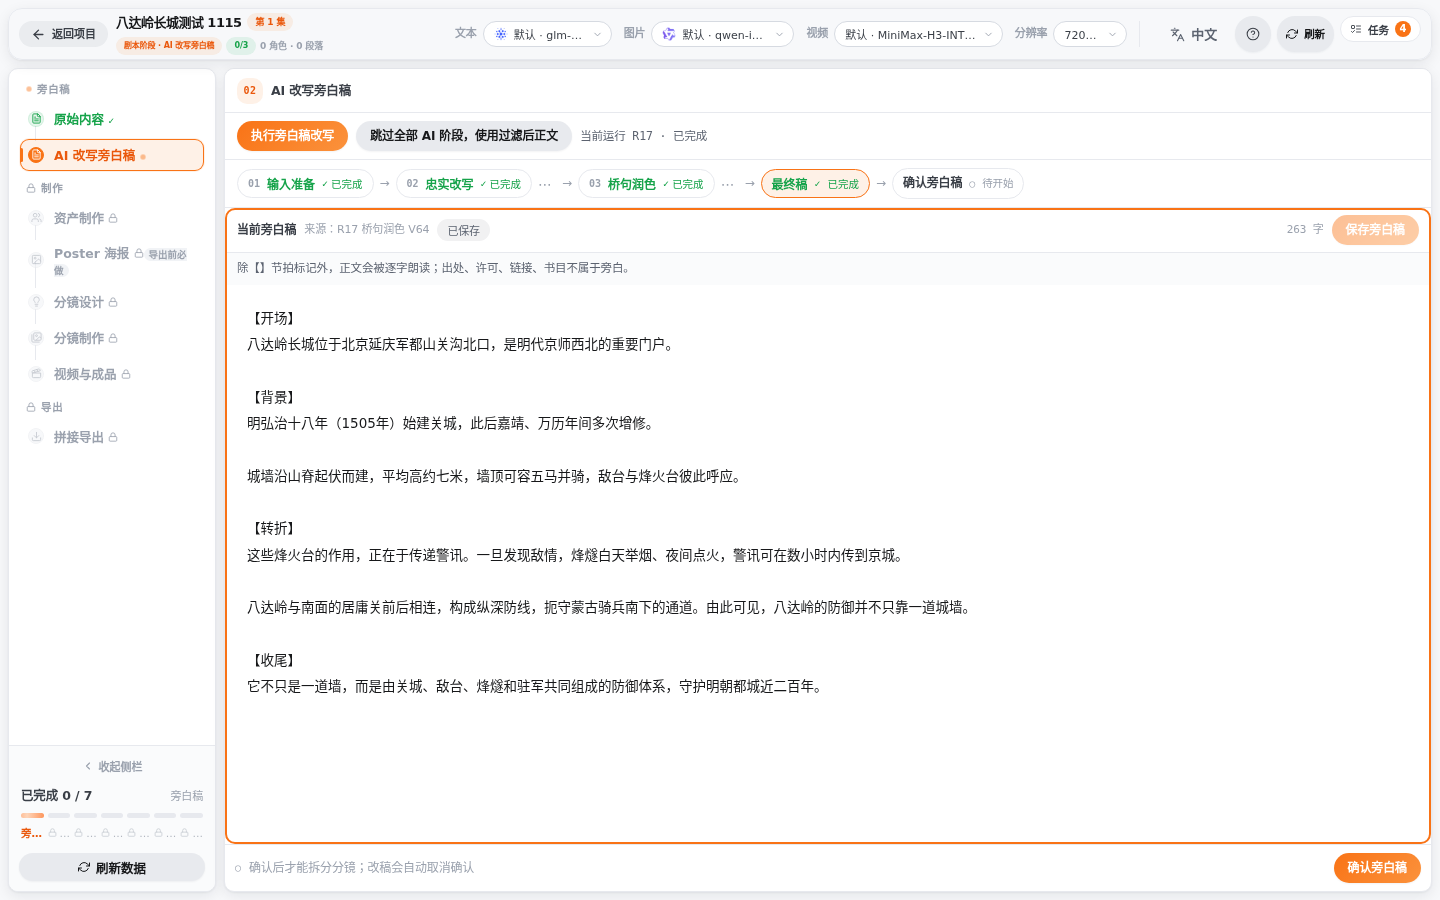 返回项目
八达岭长城测试 1115 第 1 集
剧本阶段 · AI 改写旁白稿 0/3 0 角色 · 0 段落
文本 默认 · glm-... 图片 默认 · qwen-i... 视频 默认 · MiniMax-H3-INT... 分辨率 720...
中文 刷新 任务 4
旁白稿
原始内容 ✓
AI 改写旁白稿
制作
资产制作
Poster 海报 导出前必做
分镜设计
分镜制作
视频与成品
导出
拼接导出
收起侧栏
已完成 0 / 7 旁白稿
旁... ... ... ... ... ... ...
刷新数据
02 AI 改写旁白稿
执行旁白稿改写 跳过全部 AI 阶段，使用过滤后正文 当前运行 R17 · 已完成
01 输入准备 ✓ 已完成 → 02 忠实改写 ✓ 已完成 ... → 03 桥句润色 ✓ 已完成 ... → 最终稿 ✓ 已完成 → 确认旁白稿 ○ 待开始
当前旁白稿 来源：R17 桥句润色 V64 已保存 263 字 保存旁白稿
除【】节拍标记外，正文会被逐字朗读；出处、许可、链接、书目不属于旁白。
【开场】
八达岭长城位于北京延庆军都山关沟北口，是明代京师西北的重要门户。
【背景】
明弘治十八年（1505年）始建关城，此后嘉靖、万历年间多次增修。
城墙沿山脊起伏而建，平均高约七米，墙顶可容五马并骑，敌台与烽火台彼此呼应。
【转折】
这些烽火台的作用，正在于传递警讯。一旦发现敌情，烽燧白天举烟、夜间点火，警讯可在数小时内传到京城。
八达岭与南面的居庸关前后相连，构成纵深防线，扼守蒙古骑兵南下的通道。由此可见，八达岭的防御并不只靠一道城墙。
【收尾】
它不只是一道墙，而是由关城、敌台、烽燧和驻军共同组成的防御体系，守护明朝都城近二百年。
○ 确认后才能拆分分镜；改稿会自动取消确认 确认旁白稿